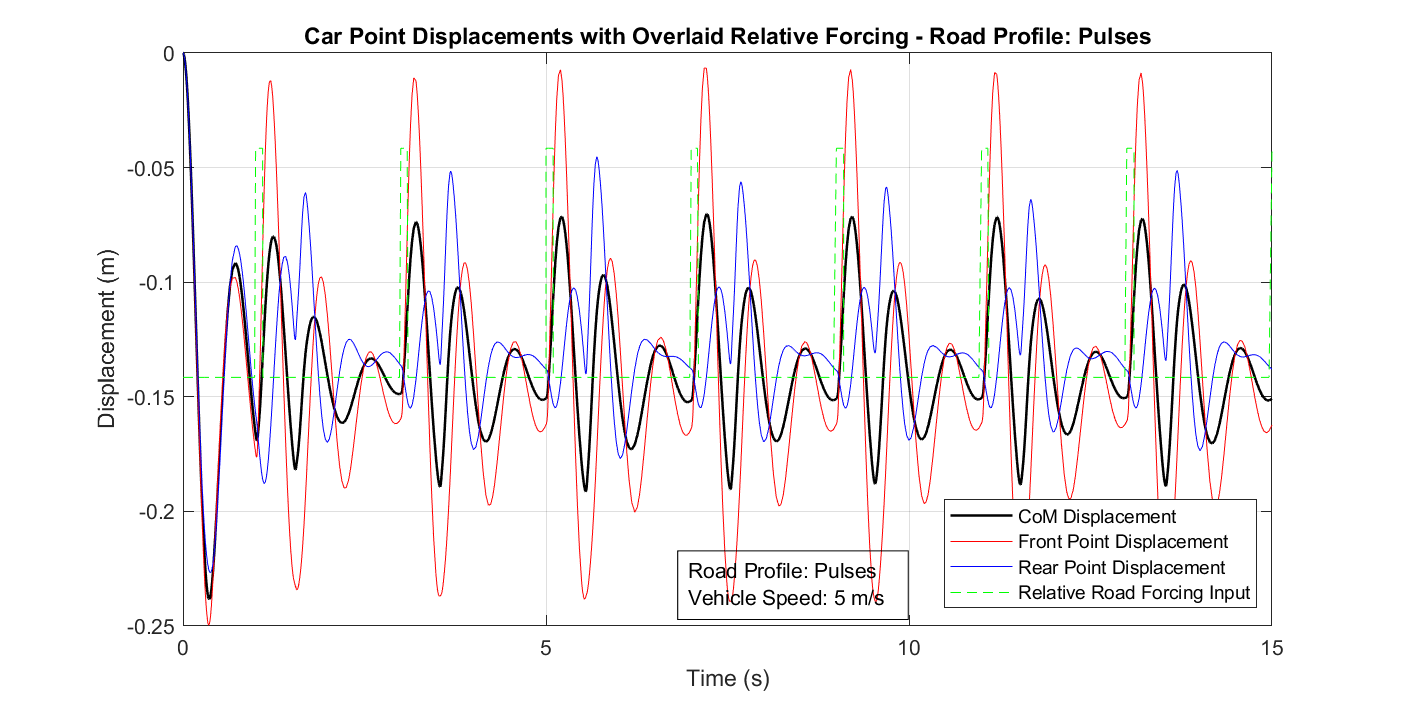 Car Point Displacements with Overlaid Relative Forcing - Road Profile: Pulses
Displacement (m)
0
-0.05
-0.1
-0.15
-0.2
-0.25
0
5
10
15
Time (s)
Road Profile: Pulses
Vehicle Speed: 5 m/s
CoM Displacement
Front Point Displacement
Rear Point Displacement
Relative Road Forcing Input